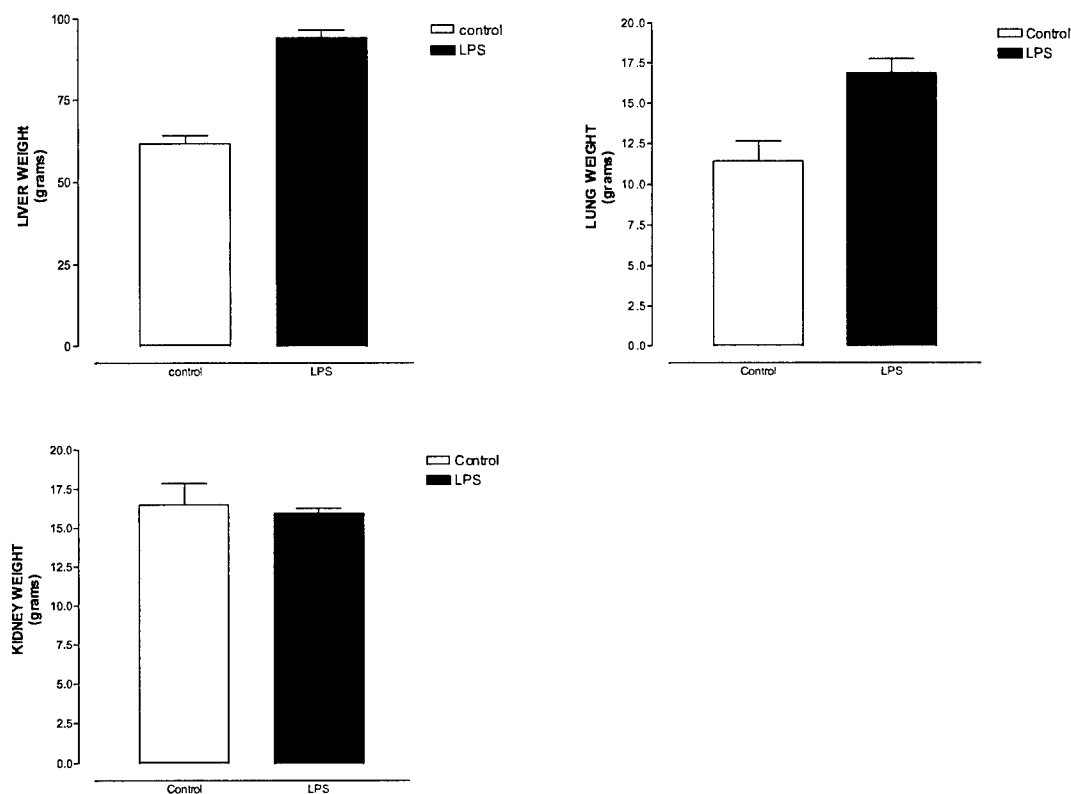 LIVER WEIGHt
(grams)
100
75
50
25
0
control
LPS
control
LPS
LUNG WEIGHT
(grams)
20.0
17.5
15.0
12.5
10.0
7.5
5.0
2.5
0.0
Control
LPS
Control
LPS
KIDNEY WEIGHT
(grams)
20.0
17.5
15.0
12.5
10.0
7.5
5.0
2.5
0.0
Control
LPS
Control
LPS